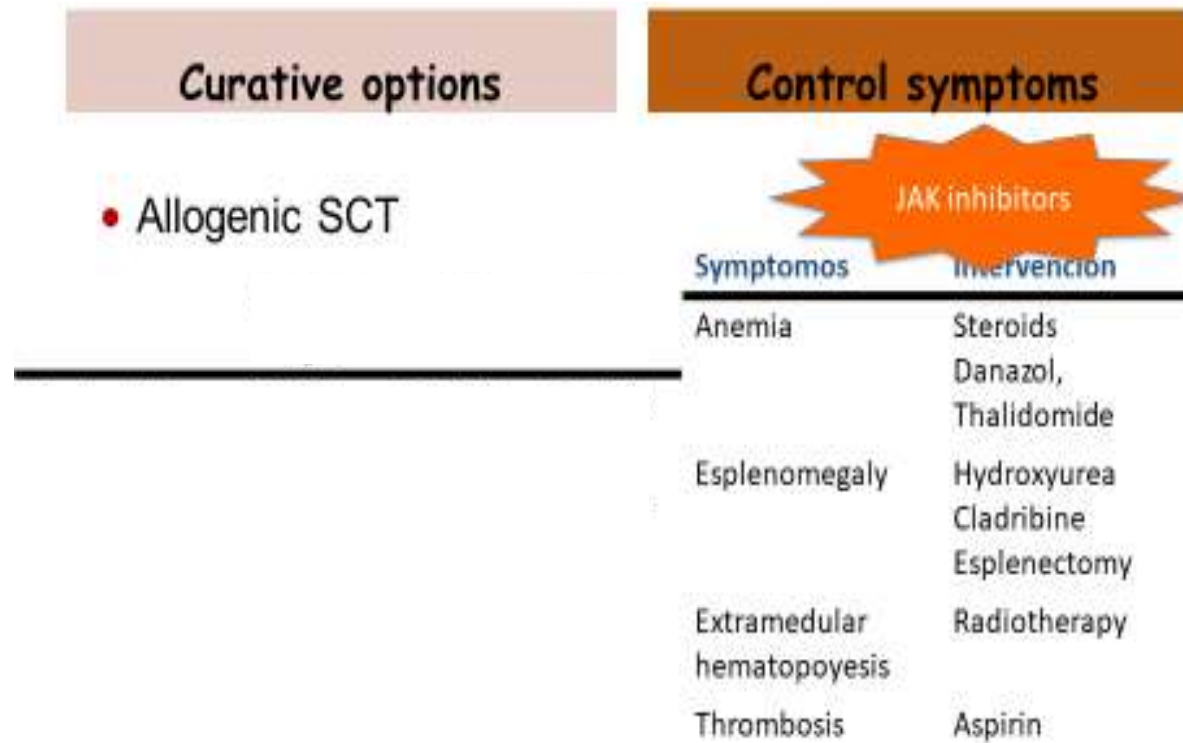 Curative options
• Allogenic SCT
Control symptoms
JAK inhibitors
Symptomos Intervención
Anemia Steroids
Danazol,
Thalidomide
Esplenomegaly Hydroxyurea
Cladribine
Esplenectomy
Extramedular Radiotherapy
hematopoyesis
Thrombosis Aspirin